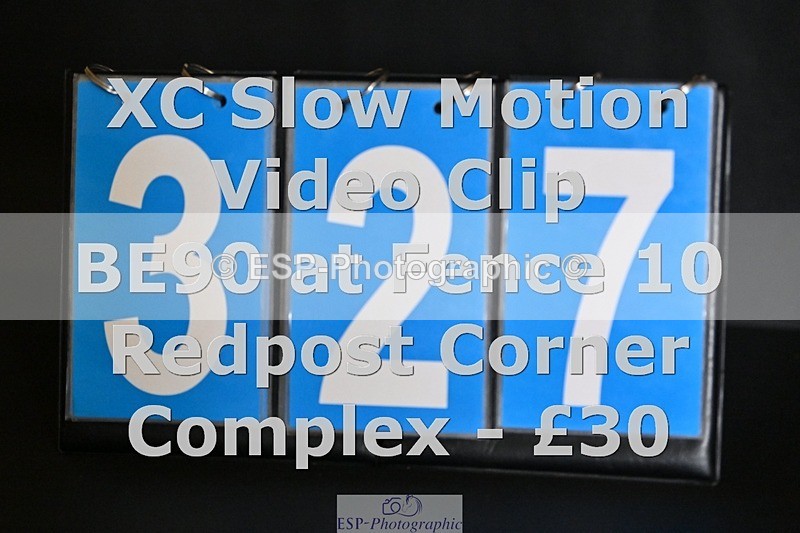 XC Slow Motion
Video Clip
BE90 at Fence 10
Redpost Corner
Complex - £30
327
© ESP-Photographic ©
ESP-Photographic